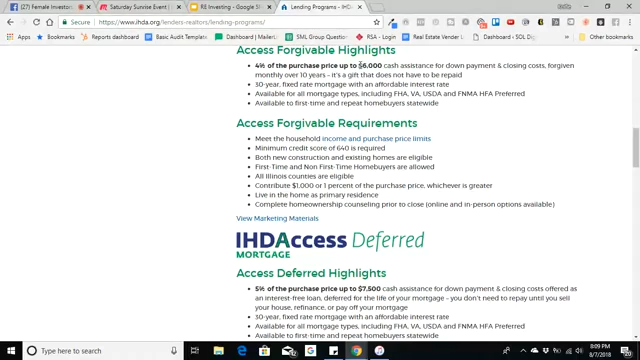 (27) Female Investor
Saturday Sunrise Event
RE Investing - Google Sl
Lending Programs - IHD
https://www.ihda.org/lenders-realtors/lending-programs/
Apps
Bookmarks
Suggested Sites
Buffer
Dashboard
SML Group Questions
RSA - Log On
Real Estate Be Read
Other bookmarks
Access Forgivable Highlights
4% of the purchase price up to $6,000 cash assistance for down payment & closing costs, forgiven
monthly over 10 years – it's a gift that does not have to be repaid
30-year, fixed rate mortgage with an affordable interest rate
Available for all mortgage types, including FHA, VA, USDA and FNMA HFA Preferred
Available to first-time and repeat homebuyers statewide
Access Forgivable Requirements
Meet the household income and purchase price limits
Minimum credit score of 640 is required
Both new construction and existing homes are eligible
First-Time and Non First-Time Homebuyers are allowed
All Illinois counties are eligible
Contribute $1,000 or 1 percent of the purchase price, whichever is greater
Live in the home as primary residence
Complete homeownership counseling prior to close (online and in-person options available)
View Marketing Materials
IHDAccess Deferred
MORTGAGE
Access Deferred Highlights
5% of the purchase price up to $7,500 cash assistance for down payment & closing costs offered as
an interest-free loan, deferred for the life of your mortgage – you don't need to repay until you sell
your house, refinance, or pay off your mortgage
30-year, fixed rate mortgage with an affordable interest rate
Available for all mortgage types, including FHA, VA, USDA and FNMA HFA Preferred
Available to first-time and repeat homebuyers statewide
Type here to search
8:09 PM
8/7/2018